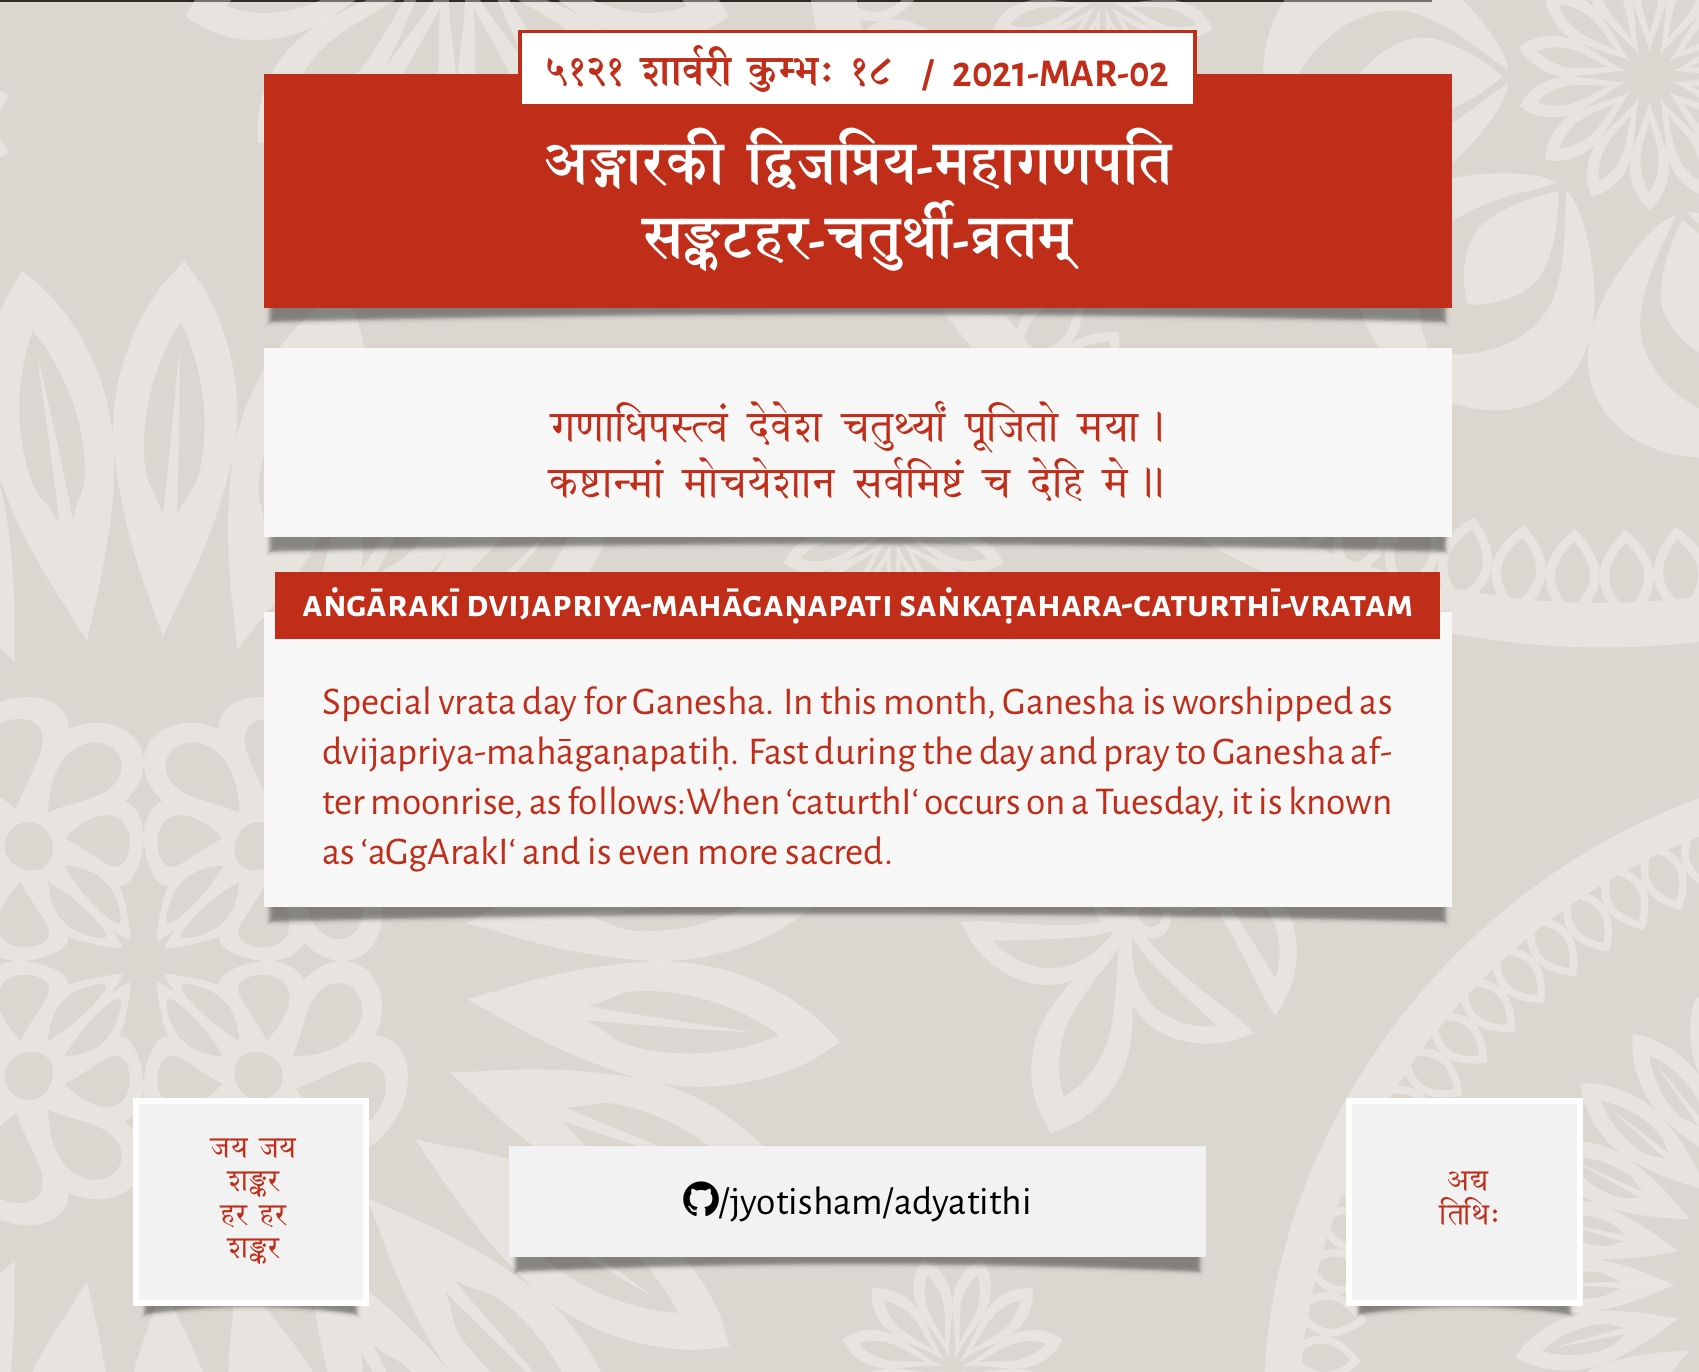 ५१२१ शार्वरी कुम्भः १८ / 2021-MAR-02
अङ्गारकी द्विजप्रिय-महागणपति
सङ्कटहर-चतुर्थी-व्रतम्
गणाधिपस्त्वं देवेश चतुर्थ्यां पूजितो मया ।
कष्टान्मां मोचयेशान सर्वमिष्टं च देहि मे ॥
AṄGĀRAKĪ DVIJAPRIYA-MAHĀGAṆAPATI SAṄKAṬAHARA-CATURTHĪ-VRATAM
Special vrata day for Ganesha. In this month, Ganesha is worshipped as
dvijapriya-mahāgaṇapatiḥ. Fast during the day and pray to Ganesha af-
ter moonrise, as follows:When ‘caturthI‘ occurs on a Tuesday, it is known
as ‘aGgArakI‘ and is even more sacred.
जय जय
शङ्कर
हर हर
शङ्कर
/jyotisham/adyatithi
अद्य
तिथिः